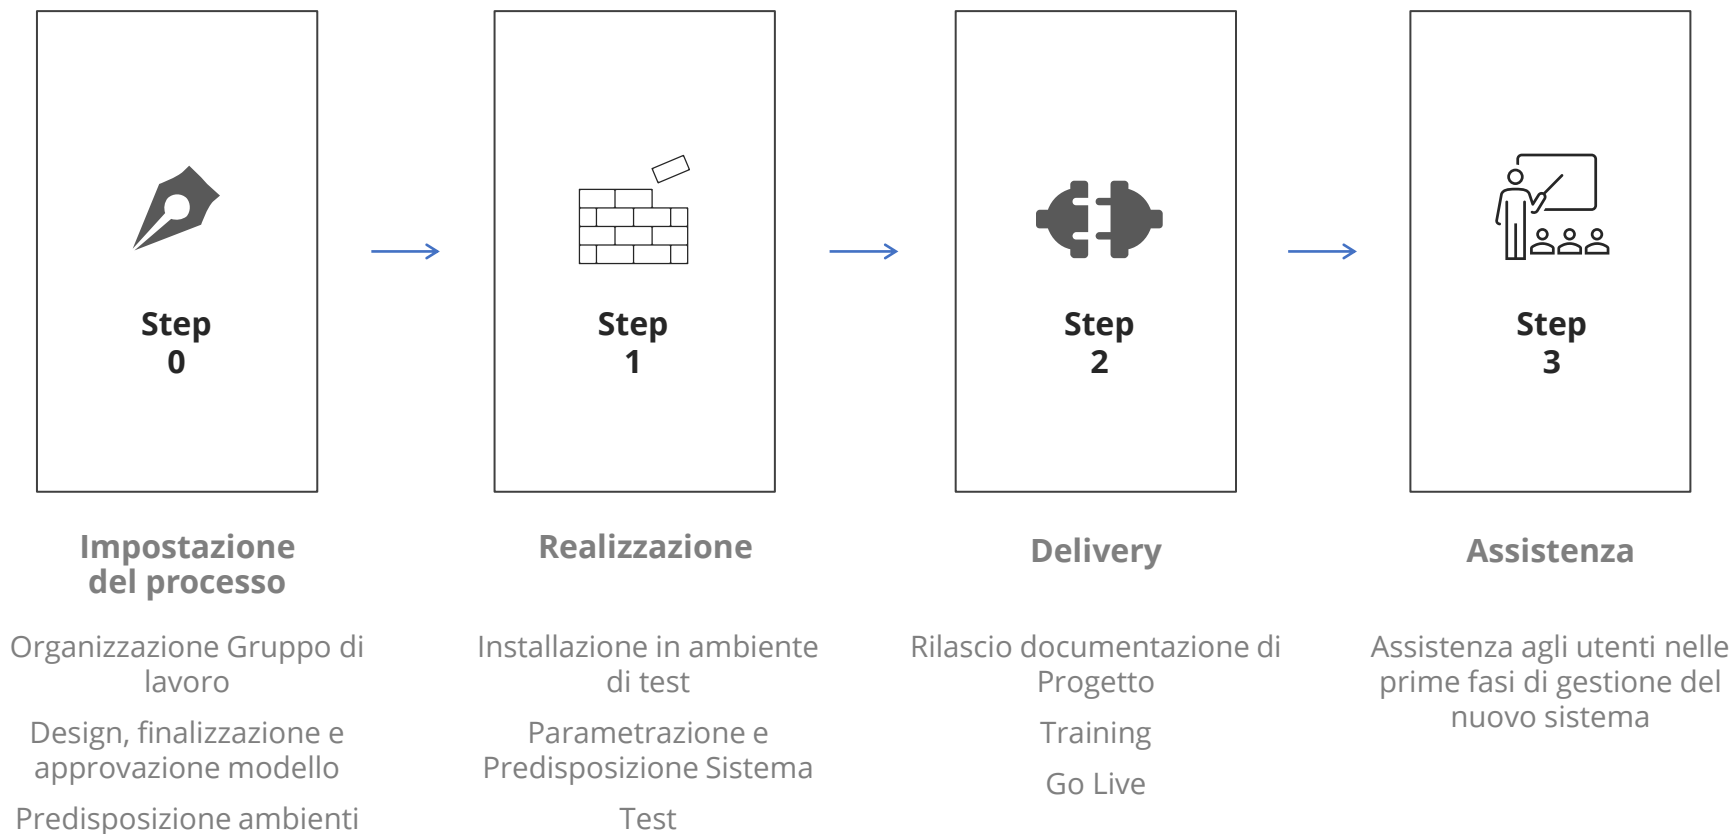 Step
0
Step
1
Step
2
Step
3
Impostazione
del processo
Organizzazione Gruppo di
lavoro
Design, finalizzazione e
approvazione modello
Predisposizione ambienti
Realizzazione
Installazione in ambiente
di test
Parametrazione e
Predisposizione Sistema
Test
Delivery
Rilascio documentazione di
Progetto
Training
Go Live
Assistenza
Assistenza agli utenti nelle
prime fasi di gestione del
nuovo sistema